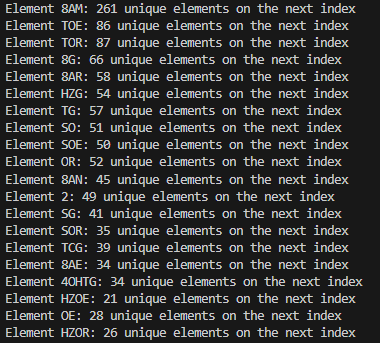 Element 8AM: 261 unique elements on the next index
Element TOE: 86 unique elements on the next index
Element TOR: 87 unique elements on the next index
Element 8G: 66 unique elements on the next index
Element 8AR: 58 unique elements on the next index
Element HZG: 54 unique elements on the next index
Element TG: 57 unique elements on the next index
Element SO: 51 unique elements on the next index
Element SOE: 50 unique elements on the next index
Element OR: 52 unique elements on the next index
Element 8AN: 45 unique elements on the next index
Element 2: 49 unique elements on the next index
Element SG: 41 unique elements on the next index
Element SOR: 35 unique elements on the next index
Element TCG: 39 unique elements on the next index
Element 8AE: 34 unique elements on the next index
Element 4OHTG: 34 unique elements on the next index
Element HZOE: 21 unique elements on the next index
Element OE: 28 unique elements on the next index
Element HZOR: 26 unique elements on the next index